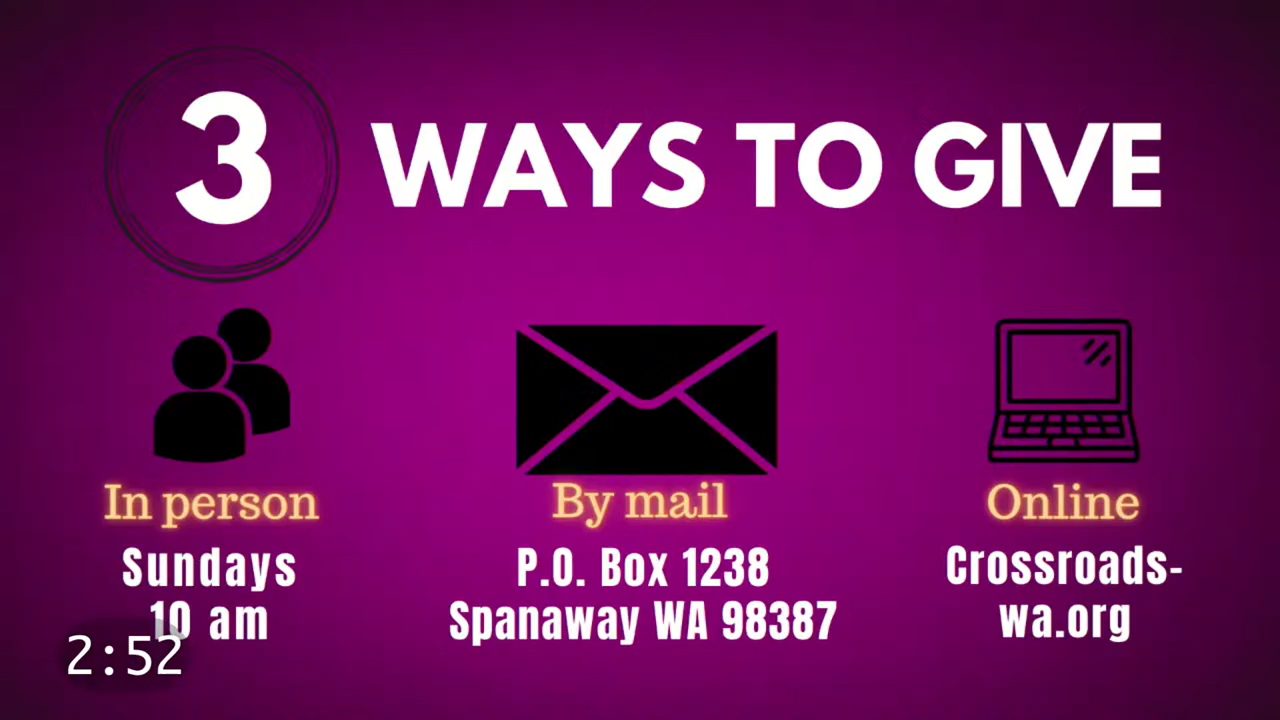 3 WAYS TO GIVE
In person
Sundays
10 am
By mail
P.O. Box 1238
Spanaway WA 98387
Online
Crossroads-
wa.org
2:52